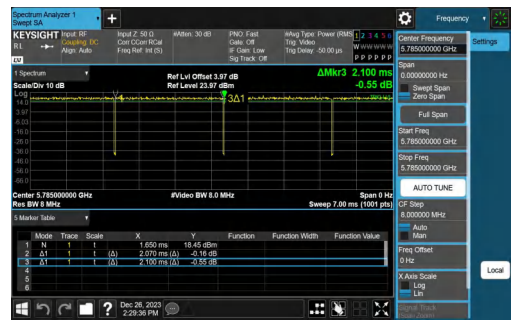 Spectrum Analyzer 1
Swept SA
+
Frequency
KEYSIGHT Input: RF
Coupling: DC
Align: Auto
Input Z: 50 Ω
Corr CCorr RCal
Freq Ref: Int (S)
#Atten: 30 dB
PNO: Fast
Gate: Off
IF Gain: Low
Sig Track: Off
#Avg Type: Power (RMS
Trig: Video
Trig Delay: -50.00 µs
1 2 3 4 5 6
W W W W W W
P P P P P P
RL
LV
1 Spectrum
Scale/Div 10 dB
Ref Lvl Offset 3.97 dB
Ref Level 23.97 dBm
ΔMkr3 2.100 ms
-0.55 dB
Log
14.0
3.97
-6.03
-16.0
-26.0
-36.0
-46.0
-56.0
-66.0
3Δ1
Center 5.785000000 GHz
Res BW 8 MHz
#Video BW 8.0 MHz
Span 0 Hz
Sweep 7.00 ms (1001 pts)
5 Marker Table
Mode Trace Scale X Y Function Function Width Function Value
1 N 1 t 1.650 ms 18.45 dBm
2 Δ1 1 t (Δ) 2.070 ms (Δ) -0.16 dB
3 Δ1 1 t (Δ) 2.100 ms (Δ) -0.55 dB
4
5
6
Dec 26, 2023
2:29:36 PM
Center Frequency
5.785000000 GHz
Span
0.00000000 Hz
Swept Span
Zero Span
Full Span
Start Freq
5.785000000 GHz
Stop Freq
5.785000000 GHz
AUTO TUNE
CF Step
8.000000 MHz
Auto
Man
Freq Offset
0 Hz
X Axis Scale
Log
Lin
Signal Track
Settings
Local